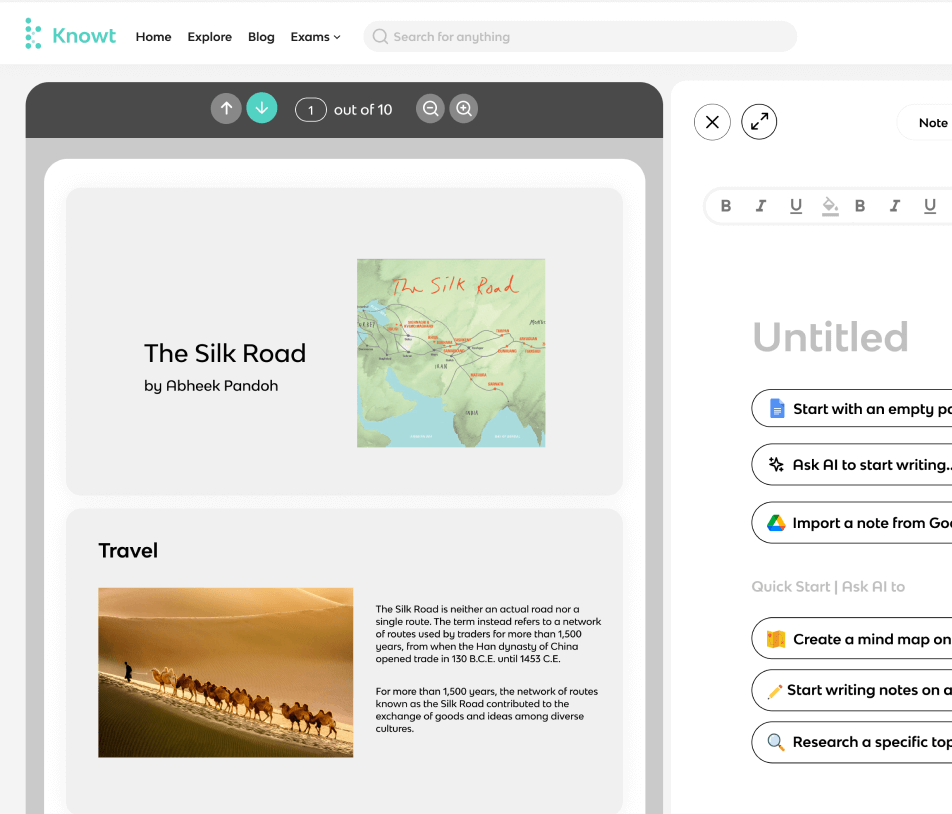 Knowt
Home Explore Blog Exams
Search for anything
1 out of 10
The Silk Road
by Abheek Pandoh
The Silk Road
IRAN
INDIA
Travel
The Silk Road is neither an actual road nor a
single route. The term instead refers to a network
of routes used by traders for more than 1,500
years, from when the Han dynasty of China
opened trade in 130 B.C.E. until 1453 C.E.
For more than 1,500 years, the network of routes
known as the Silk Road contributed to the
exchange of goods and ideas among diverse
cultures.
Note
B I U B I U
Untitled
Start with an empty pa
Ask AI to start writing..
Import a note from Goo
Quick Start | Ask AI to
Create a mind map on
Start writing notes on a
Research a specific top